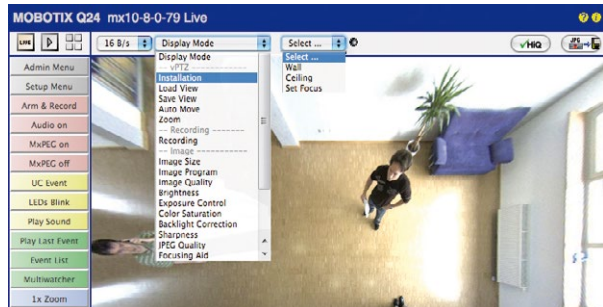 MOBOTIX Q24 mx10-8-0-79 Live
LIVE
16 B/s
Display Mode
Select ...
HiQ
JPG
Admin Menu
Setup Menu
Arm & Record
Audio on
MxPEG on
MxPEG off
UC Event
LEDs Blink
Play Sound
Play Last Event
Event List
Multiwatcher
1x Zoom
Display Mode
-- vPTZ ----------
Installation
Load View
Save View
Auto Move
Zoom
-- Recording -------
Recording
-- Image ----------
Image Size
Image Program
Image Quality
Brightness
Exposure Control
Color Saturation
Backlight Correction
Sharpness
JPEG Quality
Focusing Aid
Select ...
Wall
Ceiling
Set Focus